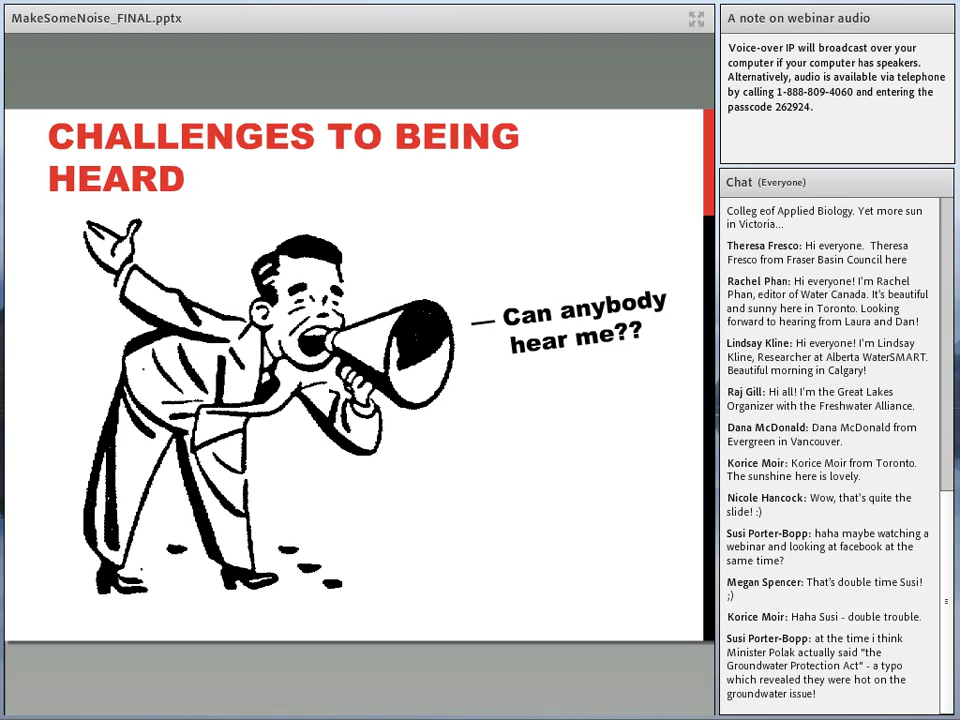 MakeSomeNoise_FINAL.pptx
CHALLENGES TO BEING
HEARD
— Can anybody
hear me??
A note on webinar audio
Voice-over IP will broadcast over your
computer if your computer has speakers.
Alternatively, audio is available via telephone
by calling 1-888-809-4060 and entering the
passcode 262924.
Chat (Everyone)
Colleg eof Applied Biology. Yet more sun
in Victoria...
Theresa Fresco: Hi everyone.  Theresa
Fresco from Fraser Basin Council here
Rachel Phan: Hi everyone! I'm Rachel
Phan, editor of Water Canada. It's beautiful
and sunny here in Toronto. Looking
forward to hearing from Laura and Dan!
Lindsay Kline: Hi everyone! I'm Lindsay
Kline, Researcher at Alberta WaterSMART.
Beautiful morning in Calgary!
Raj Gill: Hi all! I'm the Great Lakes
Organizer with the Freshwater Alliance.
Dana McDonald: Dana McDonald from
Evergreen in Vancouver.
Korice Moir: Korice Moir from Toronto.
The sunshine here is lovely.
Nicole Hancock: Wow, that's quite the
slide! :)
Susi Porter-Bopp: haha maybe watching a
webinar and looking at facebook at the
same time?
Megan Spencer: That's double time Susi!
;)
Korice Moir: Haha Susi - double trouble.
Susi Porter-Bopp: at the time i think
Minister Polak actually said "the
Groundwater Protection Act" - a typo
which revealed they were hot on the
groundwater issue!